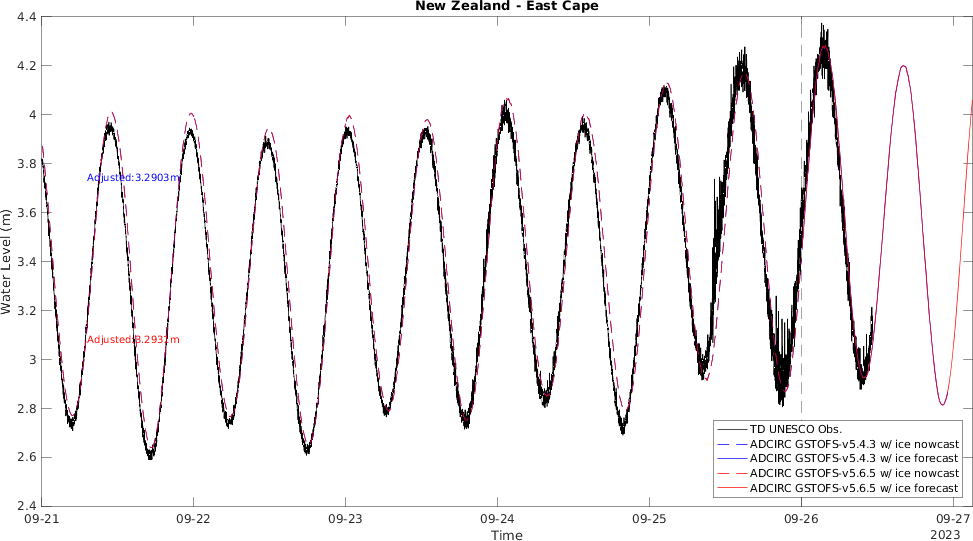 New Zealand - East Cape
4.4
4.2
4
3.8
3.6
3.4
3.2
3
2.8
2.6
2.4
Water Level (m)
Adjusted:3.2903m
Adjusted:3.2937m
TD UNESCO Obs.
ADCIRC GSTOFS-v5.4.3 w/ ice nowcast
ADCIRC GSTOFS-v5.4.3 w/ ice forecast
ADCIRC GSTOFS-v5.6.5 w/ ice nowcast
ADCIRC GSTOFS-v5.6.5 w/ ice forecast
09-21 09-22 09-23 09-24 09-25 09-26 09-27
Time
2023